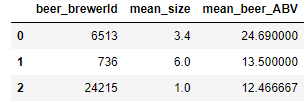 beer_brewerId mean_size mean_beer_ABV
0 6513 3.4 24.690000
1 736 6.0 13.500000
2 24215 1.0 12.466667